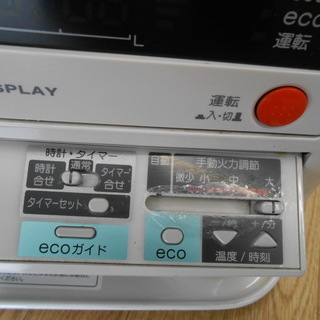 eco
運転
L
SPLAY
運転
入・切
時計・タイマー
通常
時計合せ
タイマー合せ
タイマーセット
ecoガイド
自動
手動火力調節
微少 小 中 大
eco
－/時 ＋/分
温度/時刻